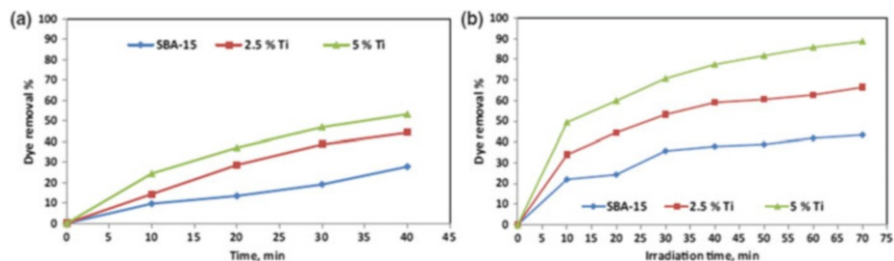 (a)
100
90
80
70
60
50
40
30
20
10
0
Dye removal %
SBA-15 2.5 % Ti 5 % Ti
0 5 10 15 20 25 30 35 40 45
Time, min
(b)
100
90
80
70
60
50
40
30
20
10
0
Dye removal %
SBA-15 2.5 % Ti 5 % Ti
0 5 10 15 20 25 30 35 40 45 50 55 60 65 70 75
Irradiation time, min